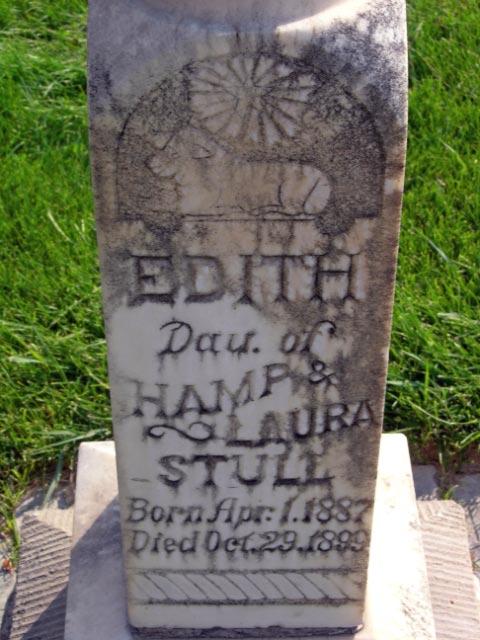 EDITH
Dau. of
HAMP &
LAURA
STULL
Born Apr. 1. 1887
Died Oct. 29. 1899